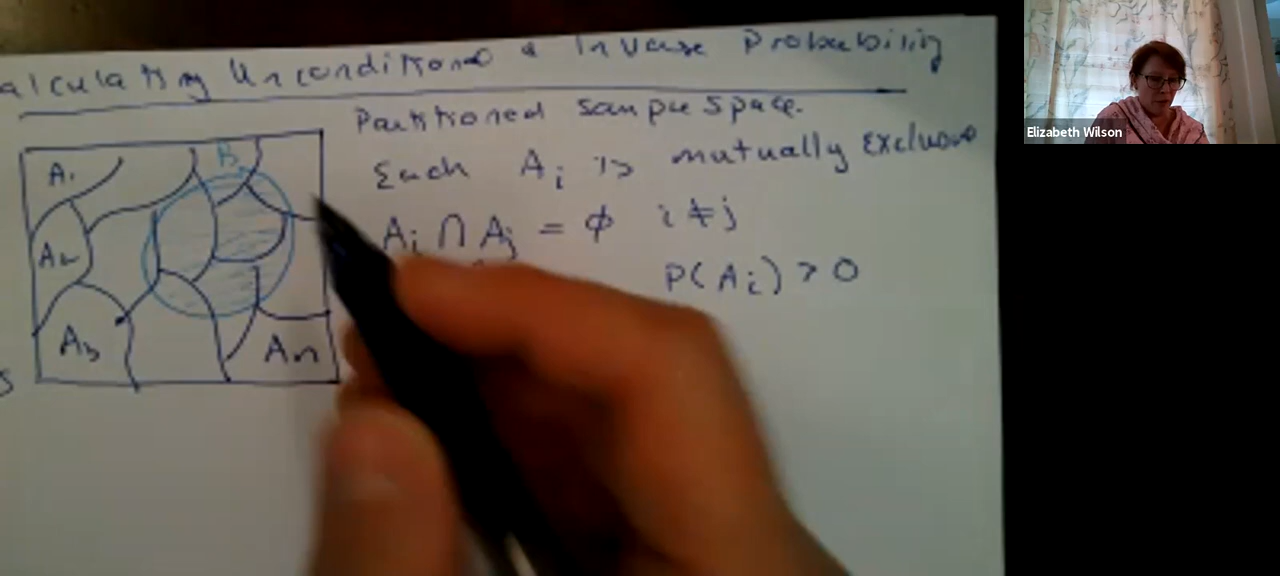 alculating Unconditional & Inverse Probability
Partitioned sample space.
Each Ai is mutually exclusive
Ai ∩ Aj = ϕ i ≠ j
P(Ai) > 0
A1
B
A2
A3
An
S
Elizabeth Wilson